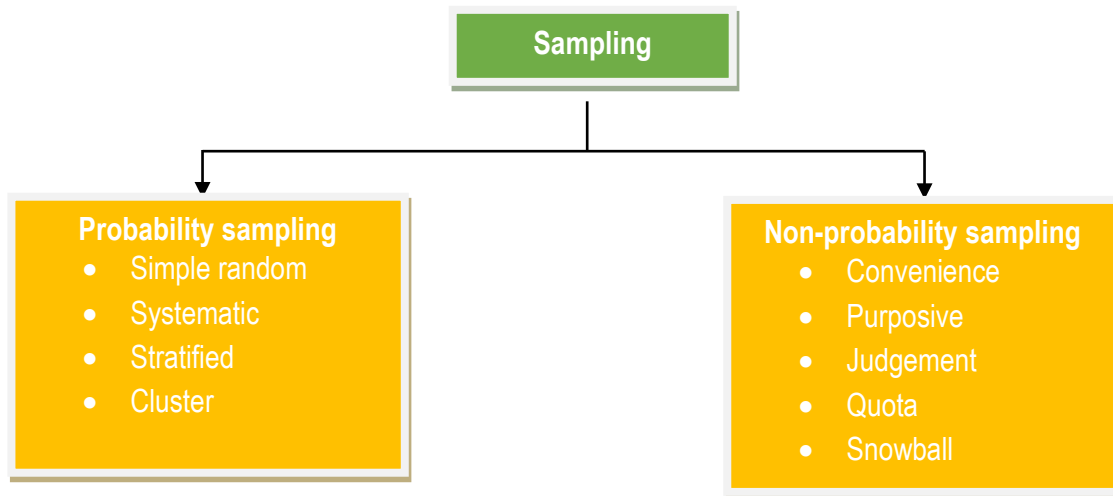 Sampling
Probability sampling
• Simple random
• Systematic
• Stratified
• Cluster
Non-probability sampling
• Convenience
• Purposive
• Judgement
• Quota
• Snowball